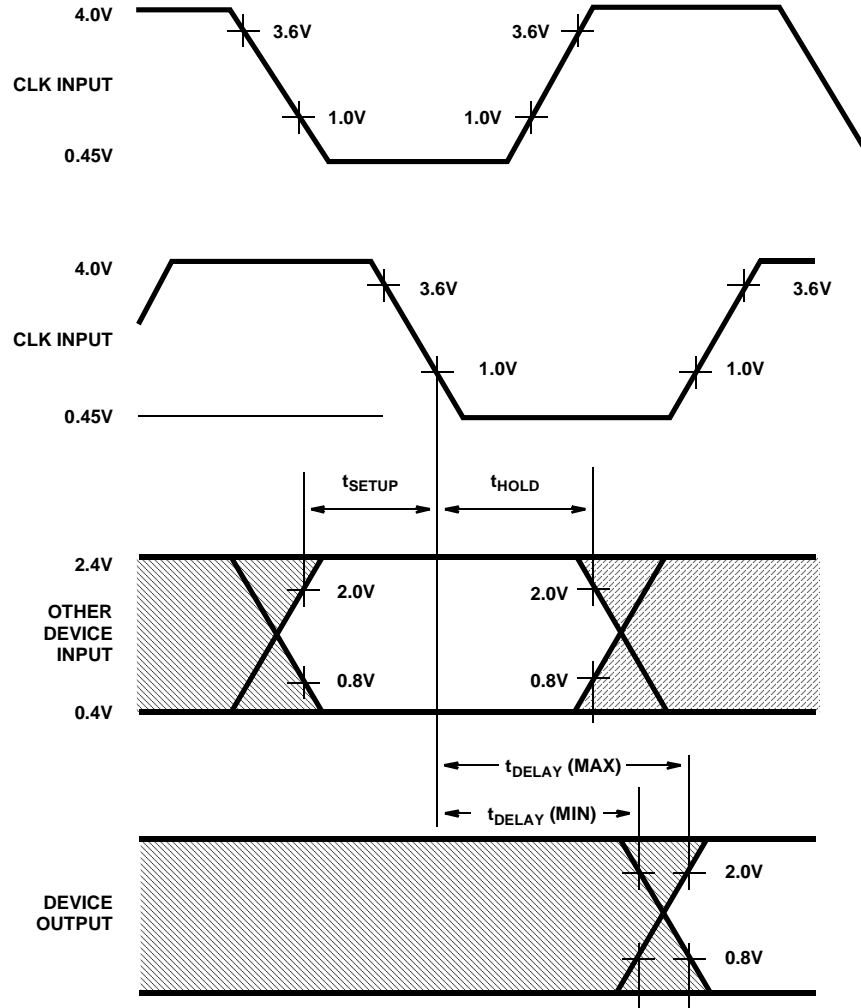 4.0V
3.6V
3.6V
CLK INPUT
1.0V
1.0V
0.45V
4.0V
3.6V
3.6V
CLK INPUT
1.0V
1.0V
0.45V
tSETUP
tHOLD
2.4V
2.0V
2.0V
OTHER
DEVICE
INPUT
0.8V
0.8V
0.4V
tDELAY (MAX)
tDELAY (MIN)
2.0V
DEVICE
OUTPUT
0.8V